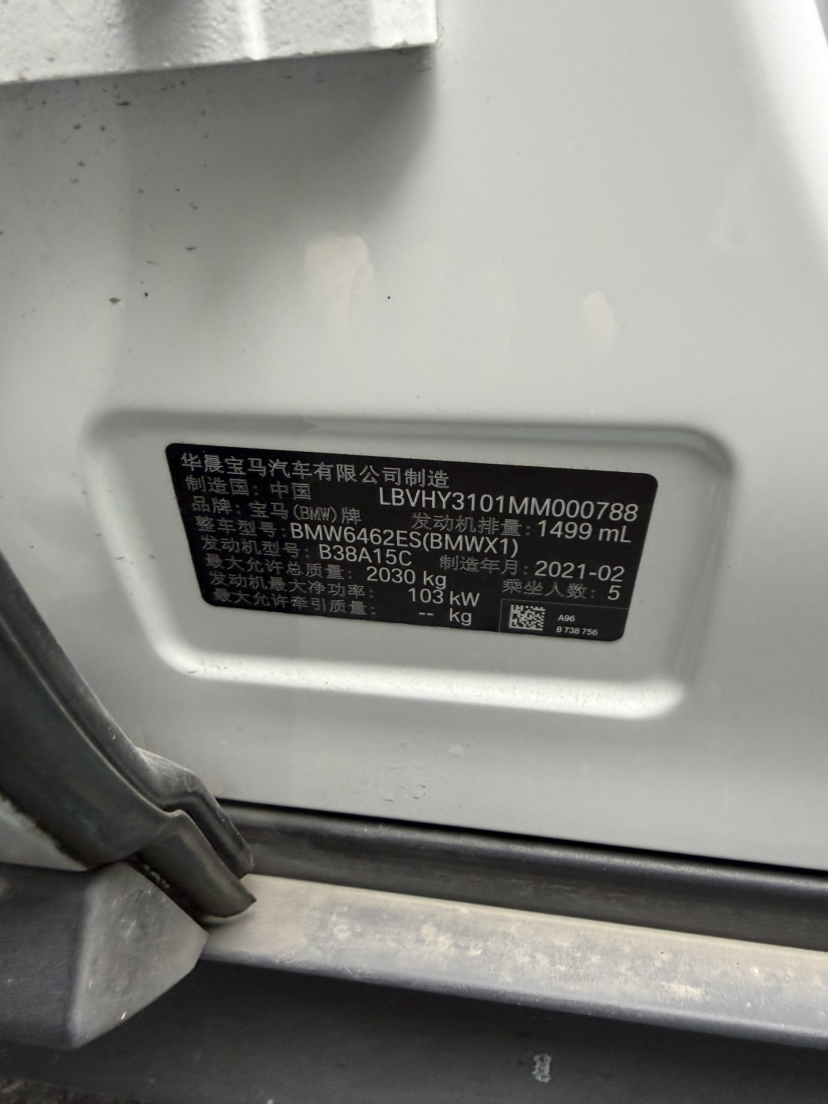 华晨宝马汽车有限公司制造
制造国: 中国 LBVHY3101MM000788
品牌: 宝马(BMW)牌 发动机排量: 1499 mL
整车型号: BMW6462ES(BMWX1)
发动机型号: B38A15C 制造年月: 2021-02
最大允许总质量: 2030 kg 乘坐人数: 5
发动机最大净功率: 103 kW
最大允许牵引质量: -- kg
A96
8 738 756